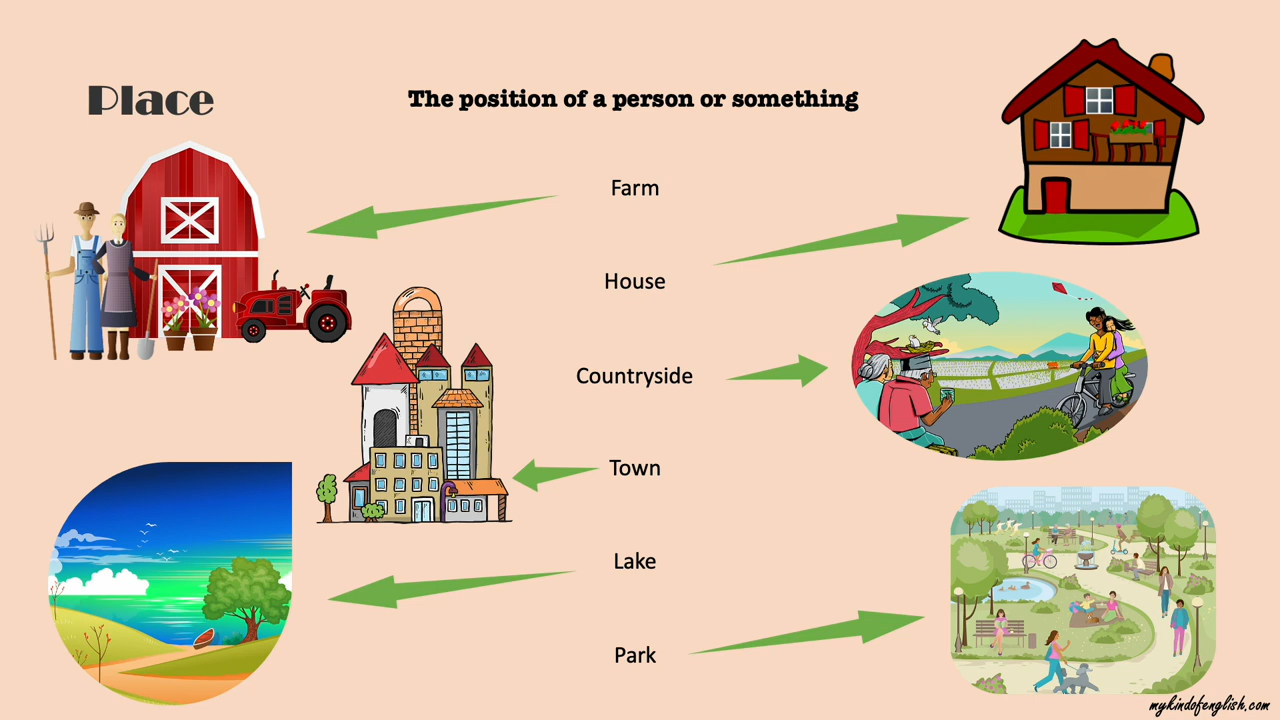 Place
The position of a person or something
Farm
House
Countryside
Town
Lake
Park
mykindofenglish.com